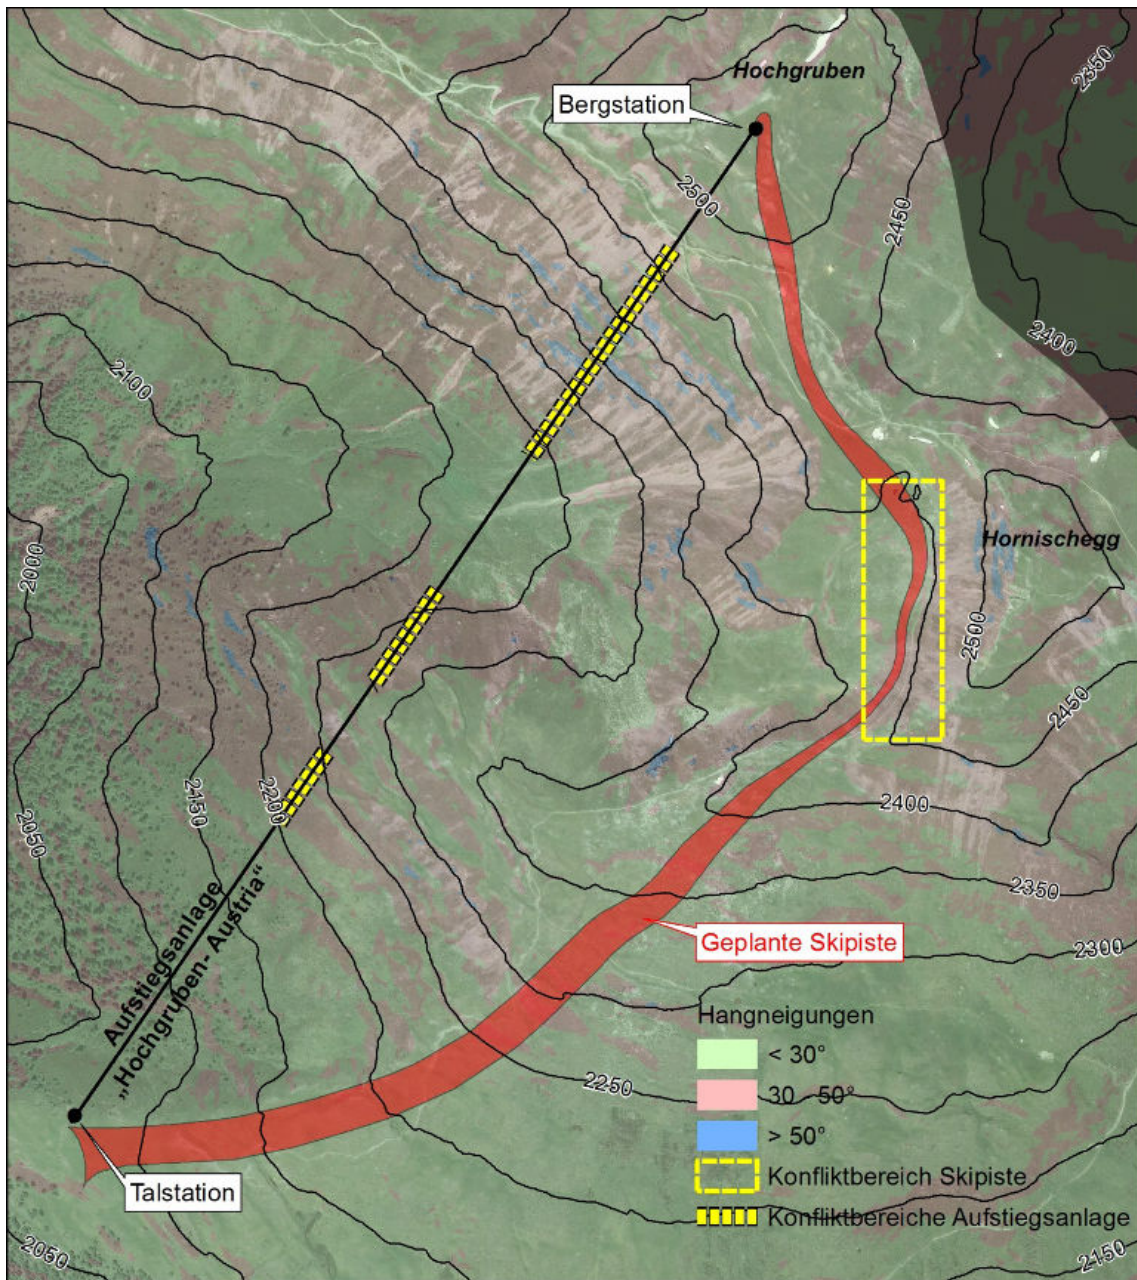 Hochgruben
2350
Bergstation
2500
2450
2400
2100
Hornischegg
2000
2500
2450
2050
2150
2200
2400
2350
Aufstiegsanlage
„Hochgruben- Austria“
Geplante Skipiste
2300
Hangneigungen
< 30°
30 50°
2250
> 50°
Konfliktbereich Skipiste
Talstation
Konfliktbereiche Aufstiegsanlage
2050
2150